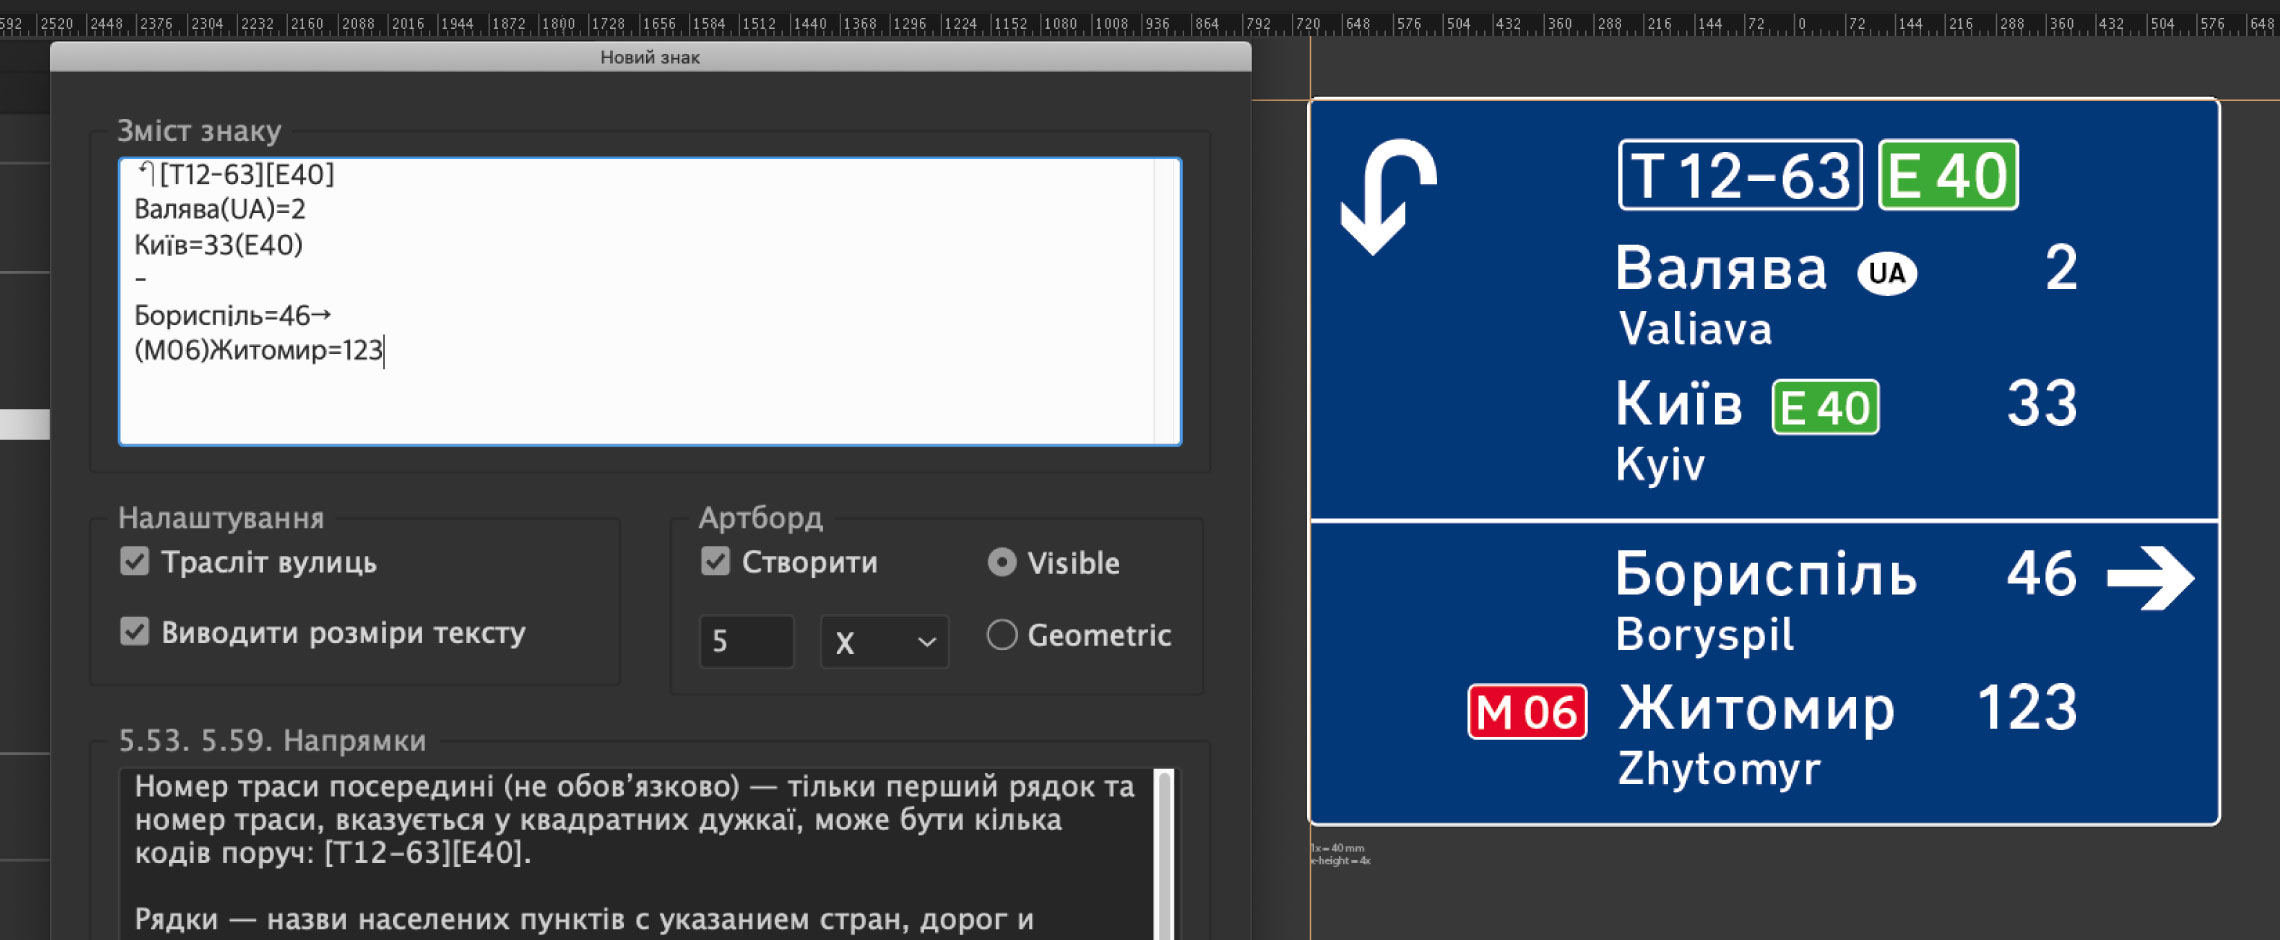 592 2520 2448 2376 2304 2232 2160 2088 2016 1944 1872 1800 1728 1656 1584 1512 1440 1368 1296 1224 1152 1080 1008 936 864 792 720 648 576 504 432 360 288 216 144 72 0 72 144 216 288 360 432 504 576 648
Новий знак
Зміст знаку
↰[T12-63][E40]
Валява(UA)=2
Київ=33(E40)
-
Бориспіль=46→
(M06)Житомир=123
Налаштування
Трасліт вулиць
Виводити розміри тексту
Артборд
Створити
Visible
5
X
Geometric
5.53. 5.59. Напрямки
Номер траси посередині (не обов’язково) — тільки перший рядок та
номер траси, вказується у квадратних дужкаї, може бути кілька
кодів поруч: [T12-63][E40].
Рядки — назви населених пунктів с указанием стран, дорог и
T 12-63 E 40
Валява UA 2
Valiava
Київ E 40 33
Kyiv
Бориспіль 46 →
Boryspil
M 06 Житомир 123
Zhytomyr
1x = 40 mm
x-height = 4x